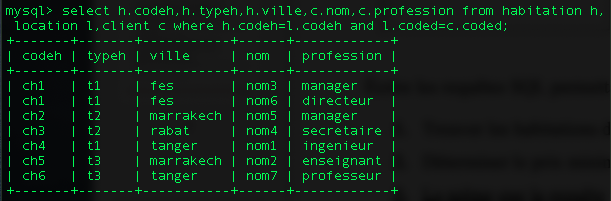 mysql> select h.codeh,h.typeh,h.ville,c.nom,c.profession from habitation h,
 location l,client c where h.codeh=l.codeh and l.coded=c.coded;
+-------+-------+-----------+------+------------+
| codeh | typeh | ville     | nom  | profession |
+-------+-------+-----------+------+------------+
| ch1   | t1    | fes       | nom3 | manager    |
| ch1   | t1    | fes       | nom6 | directeur  |
| ch2   | t2    | marrakech | nom5 | manager    |
| ch3   | t2    | rabat     | nom4 | secretaire |
| ch4   | t1    | tanger    | nom1 | ingenieur  |
| ch5   | t3    | marrakech | nom2 | enseignant |
| ch6   | t3    | tanger    | nom7 | professeur |
+-------+-------+-----------+------+------------+